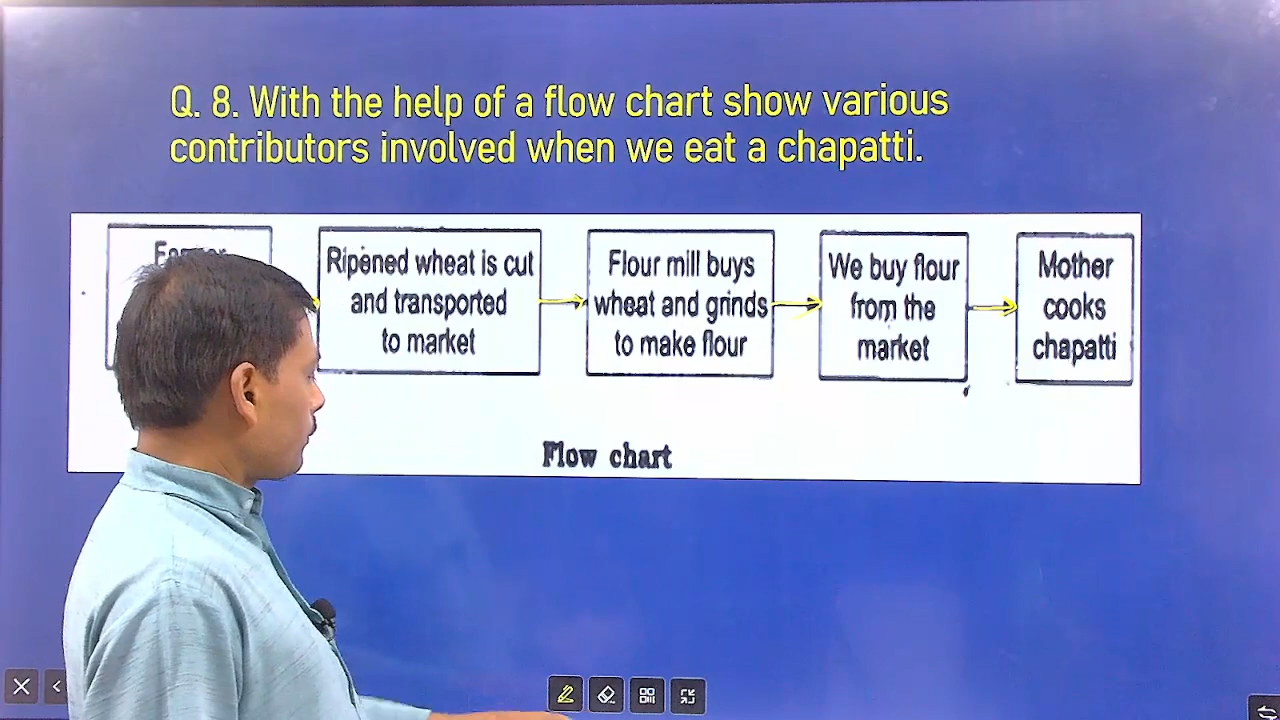 Q. 8. With the help of a flow chart show various
contributors involved when we eat a chapatti.
Ripened wheat is cut
and transported
to market
Flour mill buys
wheat and grinds
to make flour
We buy flour
from the
market
Mother
cooks
chapatti
Flow chart